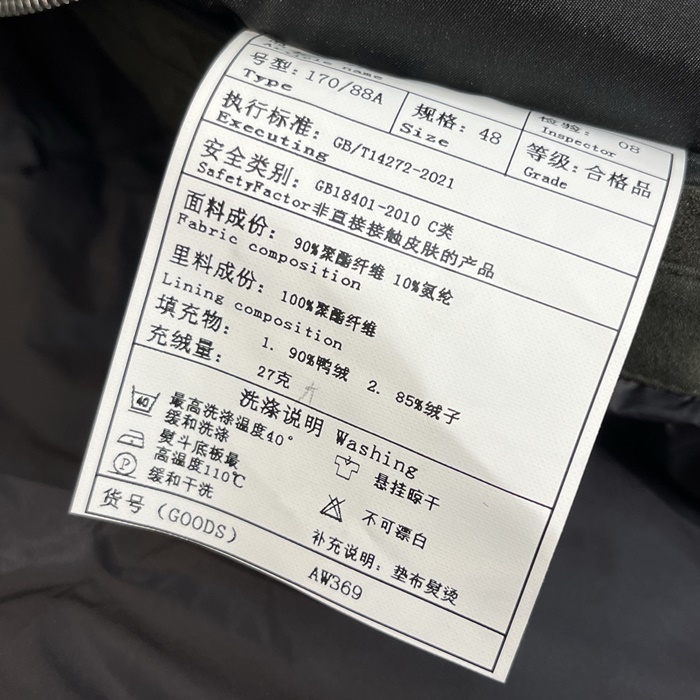 Article name
号型: 170/88A
Type
规格: 48
Size
检验: 08
Inspector
执行标准: GB/T14272-2021
Executing
等级: 合格品
Grade
安全类别: GB18401-2010 C类
SafetyFactor非直接接触皮肤的产品
面料成份: 90%聚酯纤维 10%氨纶
Fabric composition
里料成份: 100%聚酯纤维
Lining composition
填充物: 1. 90%鸭绒 2. 85%绒子
充绒量: 27克
洗涤说明 Washing
40
最高洗涤温度40°
缓和洗涤
悬挂晾干
熨斗底板最
高温度110℃
不可漂白
P
缓和干洗
补充说明: 垫布熨烫
货号 (GOODS)
AW369